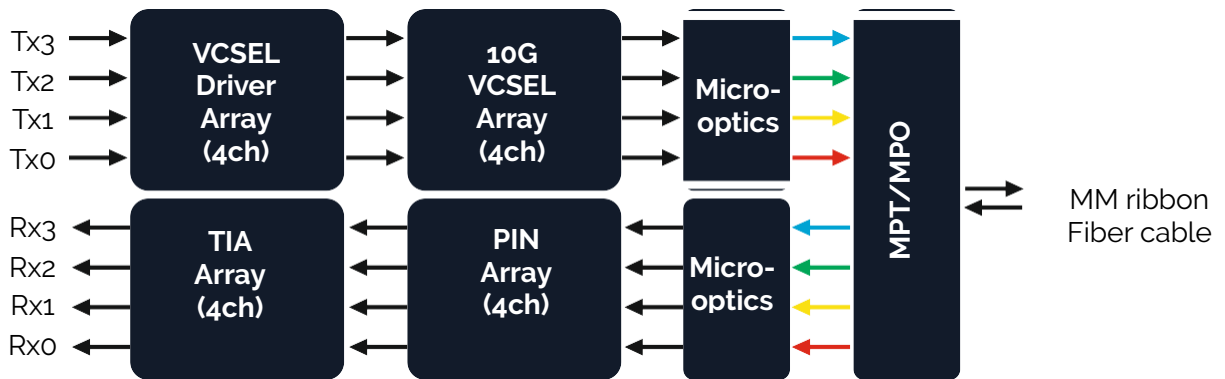 Tx3
Tx2
Tx1
Tx0
VCSEL
Driver
Array
(4ch)
10G
VCSEL
Array
(4ch)
Micro-
optics
MPT/MPO
MM ribbon
Fiber cable
Rx3
Rx2
Rx1
Rx0
TIA
Array
(4ch)
PIN
Array
(4ch)
Micro-
optics